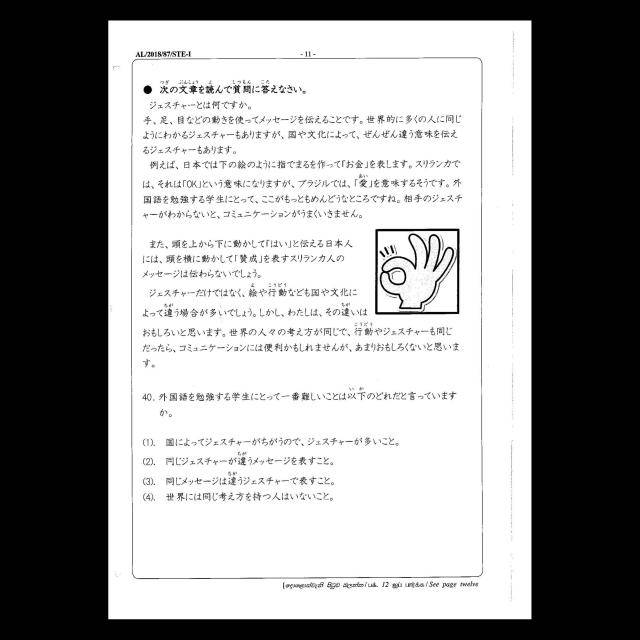 AL/2018/87/STE-I
- 11 -
● 次の文章を読んで質問に答えなさい。
ジェスチャーとは何ですか。
手、足、目などの動きを使ってメッセージを伝えることです。世界的に多くの人に同じ
ようにわかるジェスチャーもありますが、国や文化によって、ぜんぜん違う意味を伝え
るジェスチャーもあります。
例えば、日本では下の絵のように指でまるを作って「お金」を表します。スリランカで
は、それは「OK」という意味になりますが、ブラジルでは、「愛」を意味するそうです。外
国語を勉強する学生にとって、ここがもっともめんどうなところですね。相手のジェスチ
ャーがわからないと、コミュニケーションがうまくいきません。
また、頭を上から下に動かして「はい」と伝える日本人
には、頭を横に動かして「賛成」を表すスリランカ人の
メッセージは伝わらないでしょう。
ジェスチャーだけではなく、絵や行動なども国や文化に
よって違う場合が多いでしょう。しかし、わたしは、その違いは
おもしろいと思います。世界の人々の考え方が同じで、行動やジェスチャーも同じ
だったら、コミュニケーションには便利かもしれませんが、あまりおもしろくないと思いま
す。
40. 外国語を勉強する学生にとって一番難しいことは以下のどれだと言っています
か。
(1). 国によってジェスチャーがちがうので、ジェスチャーが多いこと。
(2). 同じジェスチャーが違うメッセージを表すこと。
(3). 同じメッセージは違うジェスチャーで表すこと。
(4). 世界には同じ考え方を持つ人はいないこと。
[දොළොස්වැනි පිටුව බලන්න/பக். 12 ஐப் பார்க்க/See page twelve